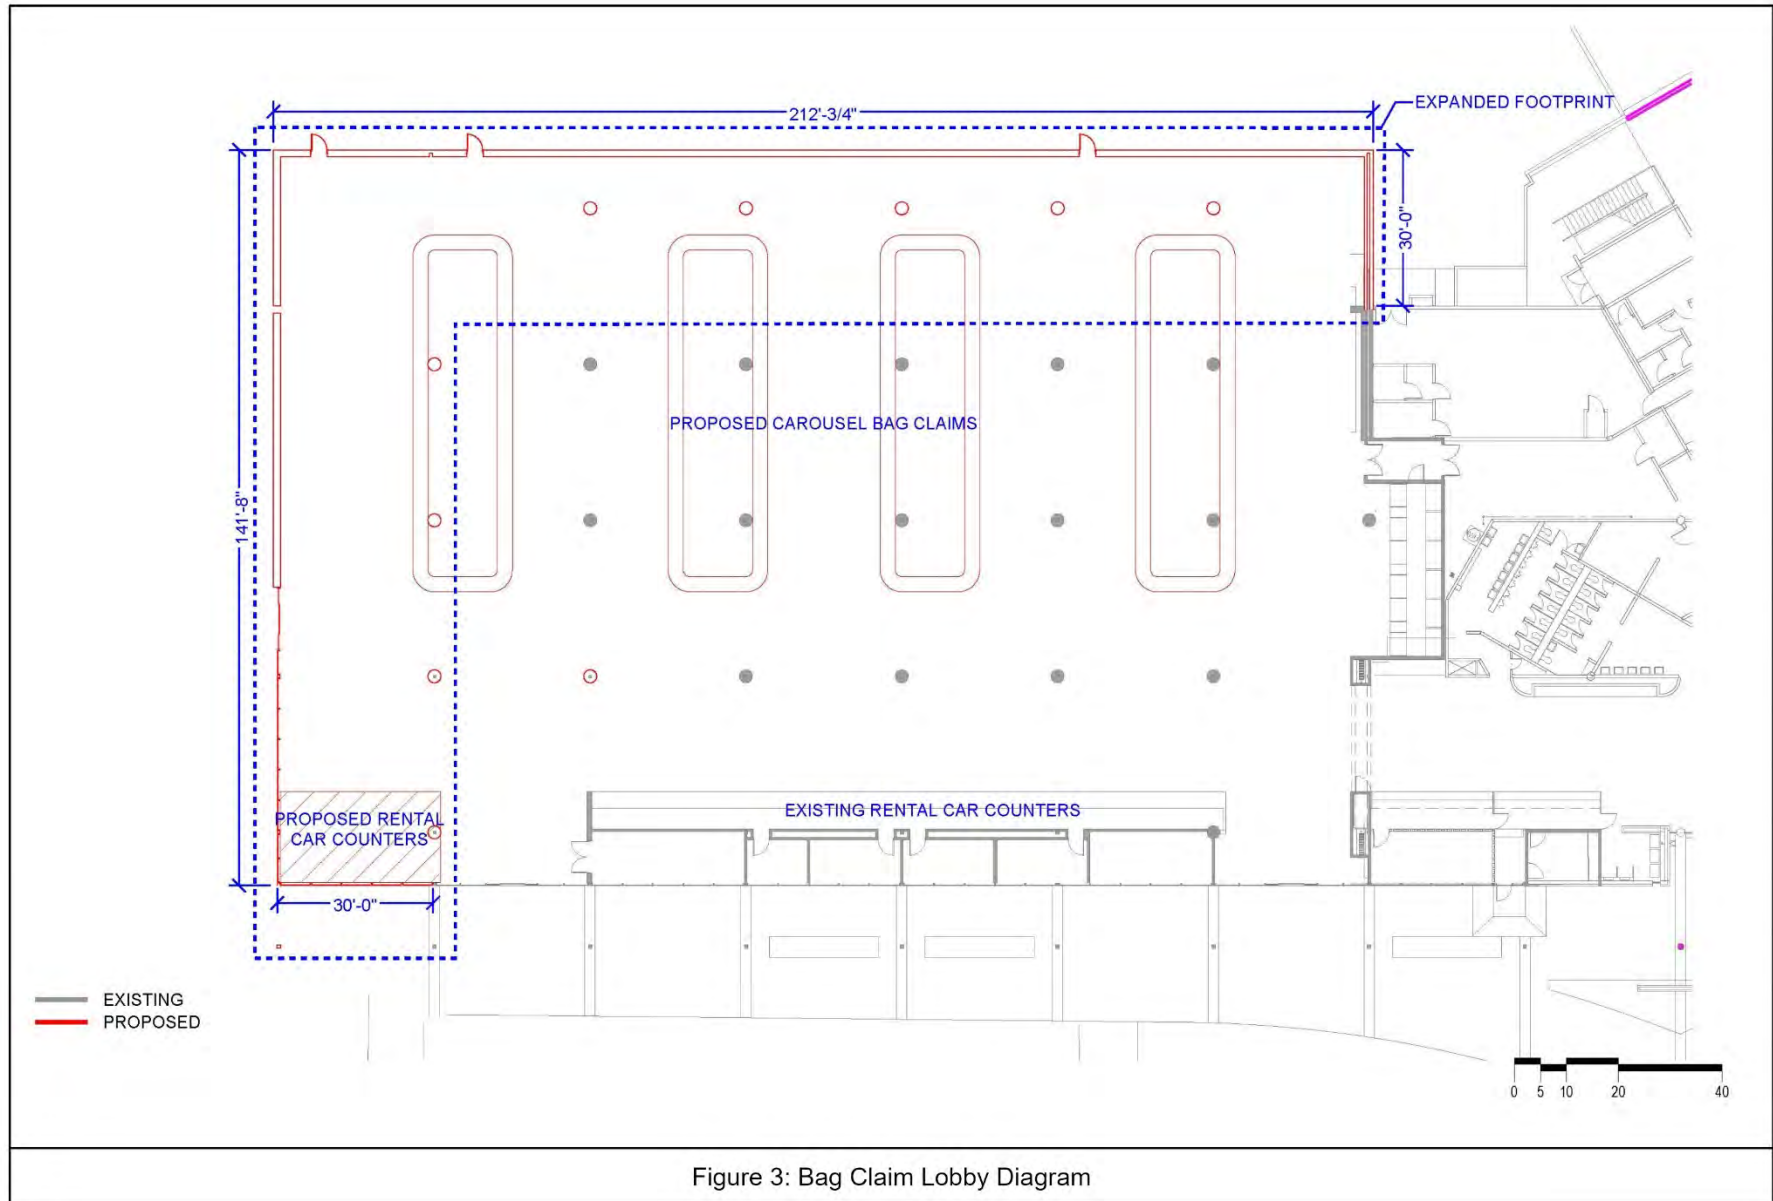 212'-3/4"
EXPANDED FOOTPRINT
30'-0"
PROPOSED CAROUSEL BAG CLAIMS
141'-8"
PROPOSED RENTAL
CAR COUNTERS
EXISTING RENTAL CAR COUNTERS
30'-0"
EXISTING
PROPOSED
0 5 10 20 40
Figure 3: Bag Claim Lobby Diagram